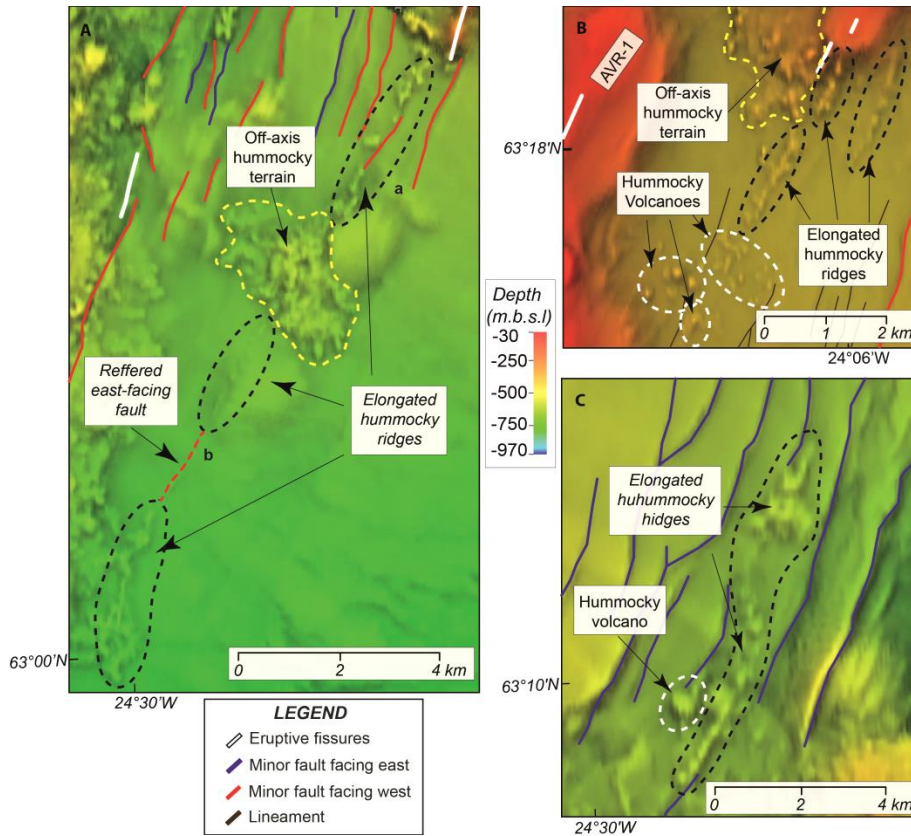 A
Off-axis
hummocky
terrain
a
Reffered
east-facing
fault
b
Elongated
hummocky
ridges
63°00'N
24°30'W
0 2 4 km
LEGEND
Eruptive fissures
Minor fault facing east
Minor fault facing west
Lineament
Depth
(m.b.s.l)
-30
-250
-500
-750
-970
B
AVR-1
Off-axis
hummocky
terrain
63°18'N
Hummocky
Volcanoes
Elongated
hummocky
ridges
0 1 2 km
24°06'W
C
Elongated
huhummocky
hidges
Hummocky
volcano
63°10'N
0 2 4 km
24°30'W